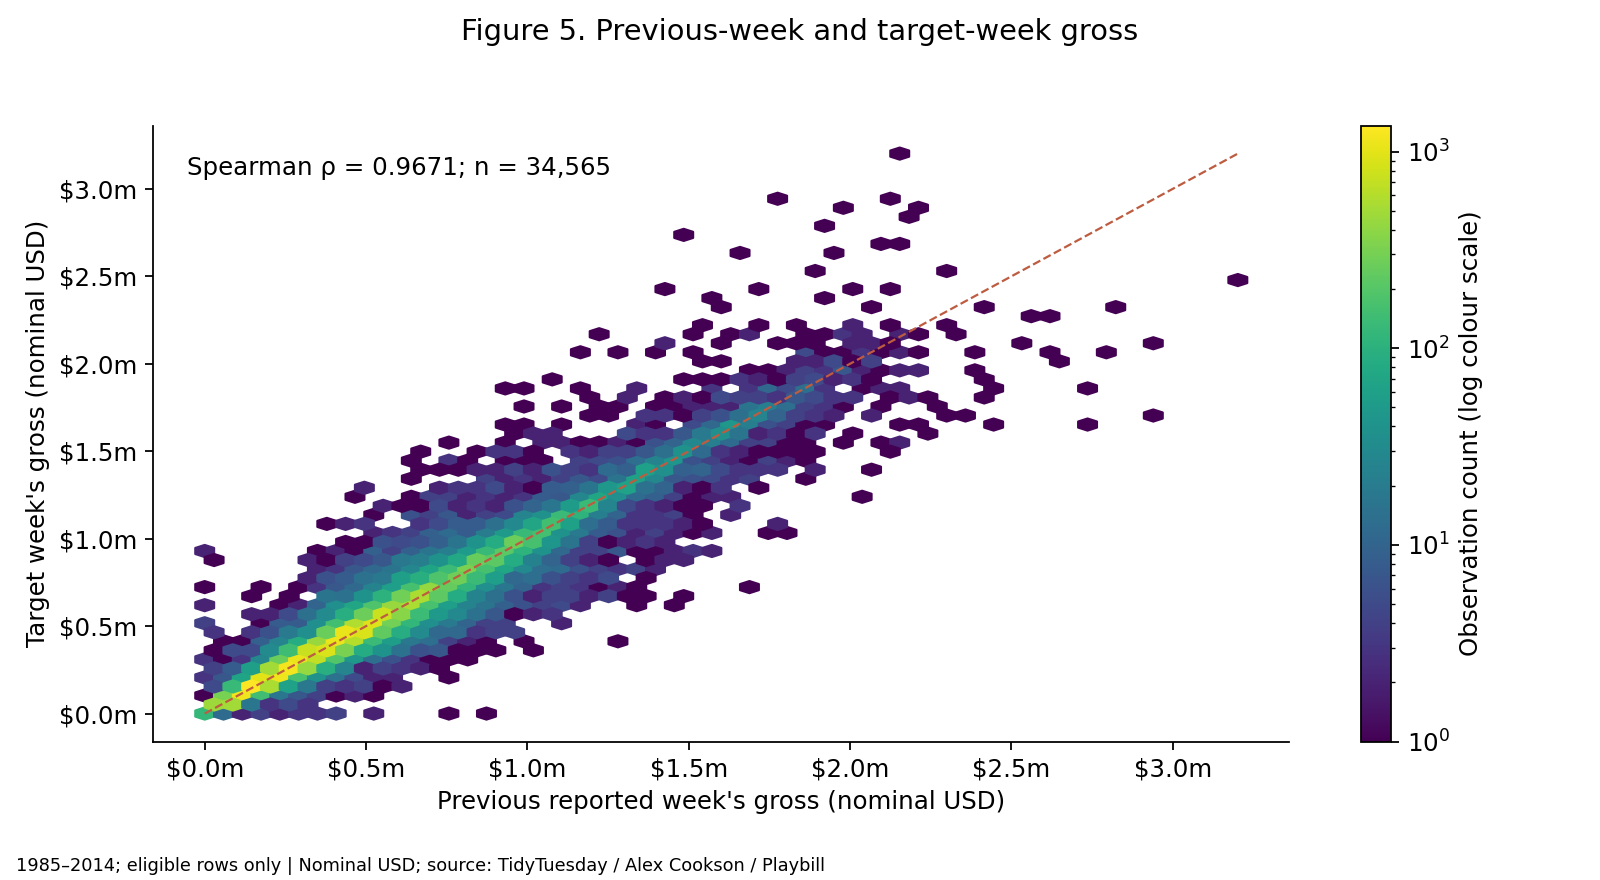 Figure 5. Previous-week and target-week gross
Spearman ρ = 0.9671; n = 34,565
Target week's gross (nominal USD)
$3.0m
$2.5m
$2.0m
$1.5m
$1.0m
$0.5m
$0.0m
$0.0m $0.5m $1.0m $1.5m $2.0m $2.5m $3.0m
Previous reported week's gross (nominal USD)
10³
10²
10¹
10⁰
Observation count (log colour scale)
1985–2014; eligible rows only | Nominal USD; source: TidyTuesday / Alex Cookson / Playbill